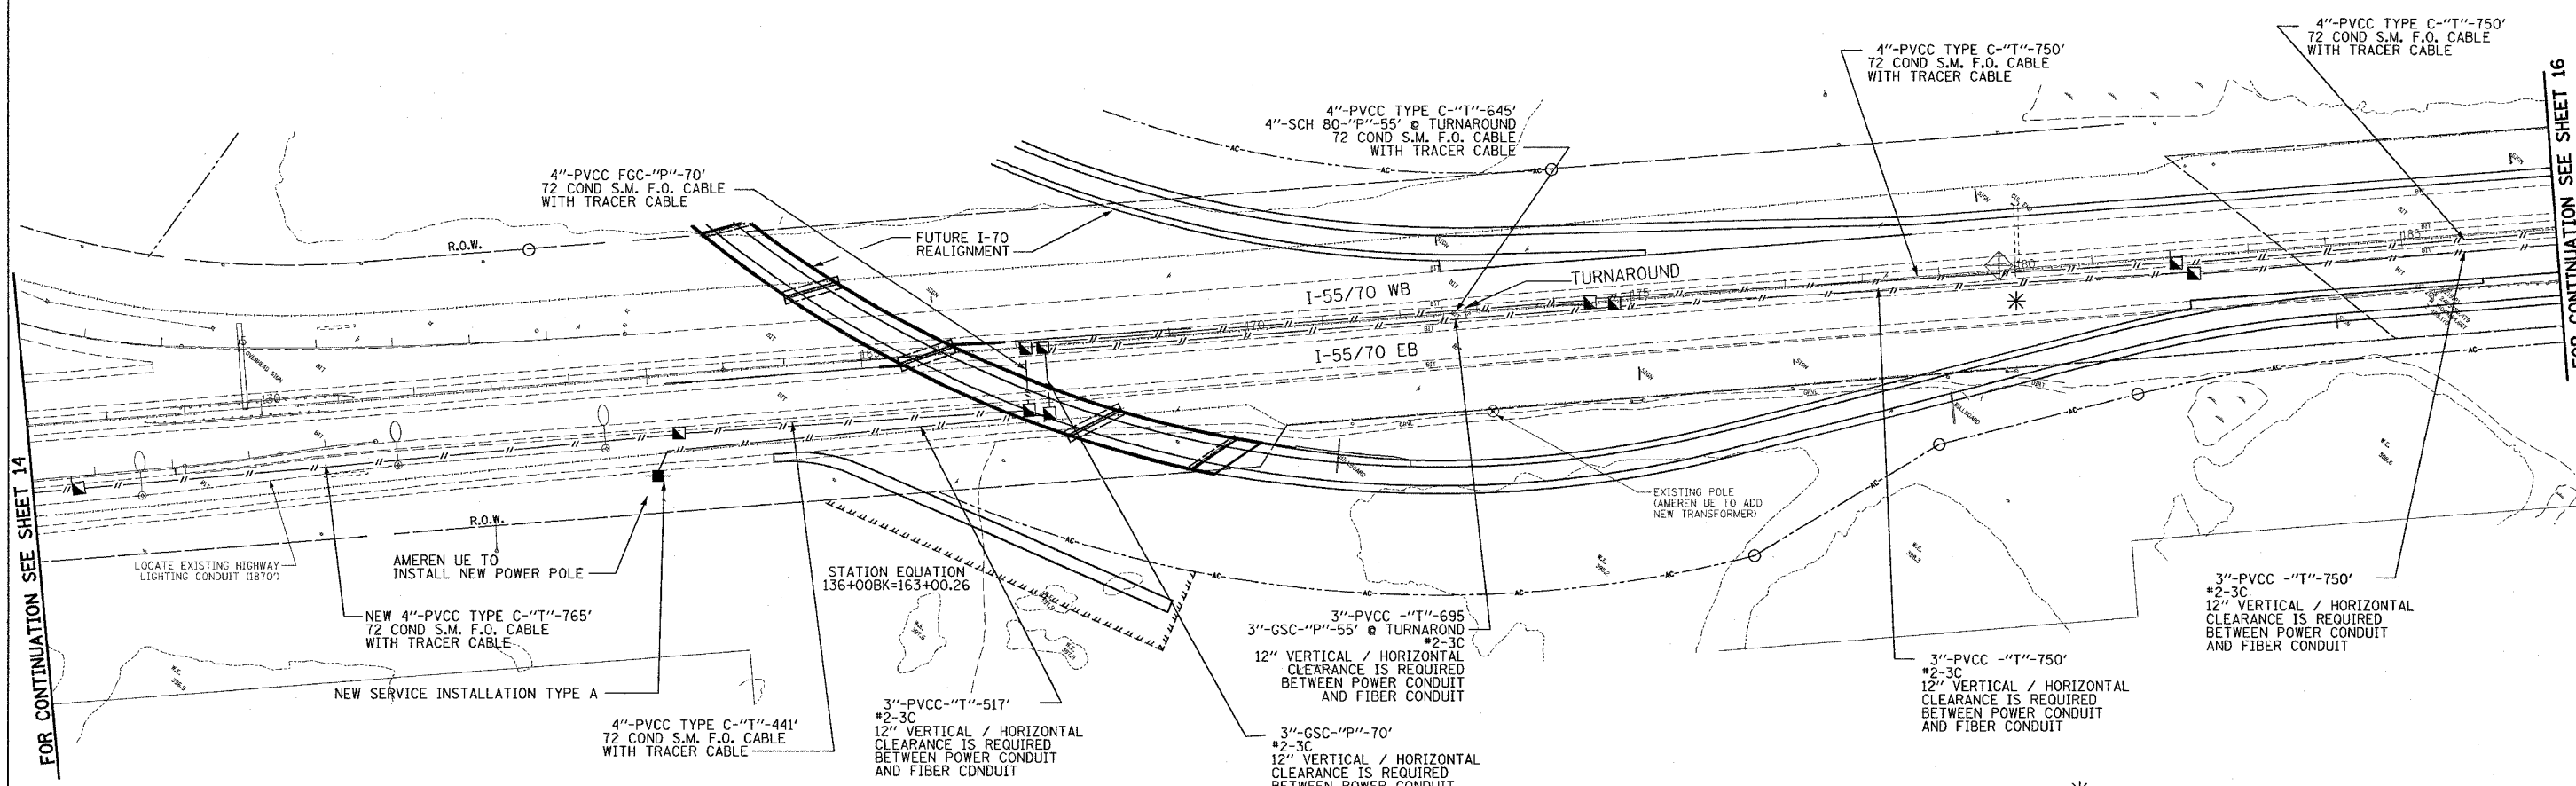 4"-PVCC TYPE C-"T"-750'
72 COND S.M. F.O. CABLE
WITH TRACER CABLE
4"-PVCC TYPE C-"T"-750'
72 COND S.M. F.O. CABLE
WITH TRACER CABLE
4"-PVCC TYPE C-"T"-645'
4"-SCH 80-"P"-55' @ TURNAROUND
72 COND S.M. F.O. CABLE
WITH TRACER CABLE
4"-PVCC FGC-"P"-70'
72 COND S.M. F.O. CABLE
WITH TRACER CABLE
FUTURE I-70
REALIGNMENT
R.O.W.
TURNAROUND
I-55/70 WB
I-55/70 EB
OVERHEAD SIGN
FOR CONTINUATION SEE SHEET 14
FOR CONTINUATION SEE SHEET 16
R.O.W.
EXISTING POLE
(AMEREN UE TO ADD
NEW TRANSFORMER)
BILLBOARD
BILLBOARD
LOCATE EXISTING HIGHWAY
LIGHTING CONDUIT (1870')
AMEREN UE TO
INSTALL NEW POWER POLE
STATION EQUATION
136+00BK=163+00.26
NEW 4"-PVCC TYPE C-"T"-765'
72 COND S.M. F.O. CABLE
WITH TRACER CABLE
NEW SERVICE INSTALLATION TYPE A
4"-PVCC TYPE C-"T"-441'
72 COND S.M. F.O. CABLE
WITH TRACER CABLE
3"-PVCC-"T"-517'
#2-3C
12" VERTICAL / HORIZONTAL
CLEARANCE IS REQUIRED
BETWEEN POWER CONDUIT
AND FIBER CONDUIT
3"-PVCC -"T"-695
3"-GSC-"P"-55' @ TURNAROND
#2-3C
12" VERTICAL / HORIZONTAL
CLEARANCE IS REQUIRED
BETWEEN POWER CONDUIT
AND FIBER CONDUIT
3"-GSC-"P"-70'
#2-3C
12" VERTICAL / HORIZONTAL
CLEARANCE IS REQUIRED
BETWEEN POWER CONDUIT
3"-PVCC -"T"-750'
#2-3C
12" VERTICAL / HORIZONTAL
CLEARANCE IS REQUIRED
BETWEEN POWER CONDUIT
AND FIBER CONDUIT
3"-PVCC -"T"-750'
#2-3C
12" VERTICAL / HORIZONTAL
CLEARANCE IS REQUIRED
BETWEEN POWER CONDUIT
AND FIBER CONDUIT